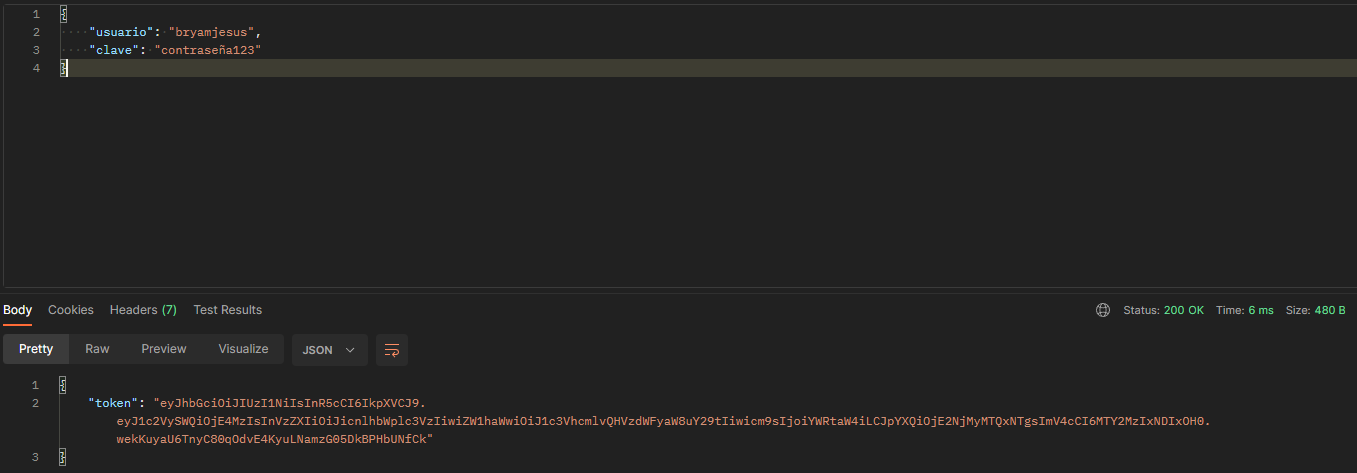 1 {
2 "usuario": "bryamjesus",
3 "clave": "contraseña123"
4 }
Body Cookies Headers (7) Test Results Status: 200 OK Time: 6 ms Size: 480 B
Pretty Raw Preview Visualize JSON
1 {
2 "token": "eyJhbGciOiJIUzI1NiIsInR5cCI6IkpXVCJ9.
eyJ1c2VySWQiOjE4MzIsInVzZXIiOiJicnlhbWplc3VzIiwiZW1haWwiOiJ1c3VhcmlvQHVzdWFyaW8uY29tIiwicm9sIjoiYWRtaW4iLCJpYXQiOjE2NjMyMTQxNTgsImV4cCI6MTY2MzIxNDIxOH0.
wekKuyaU6TnyC80qOdvE4KyuLNamzG05DkBPHbUNfCk"
3 }